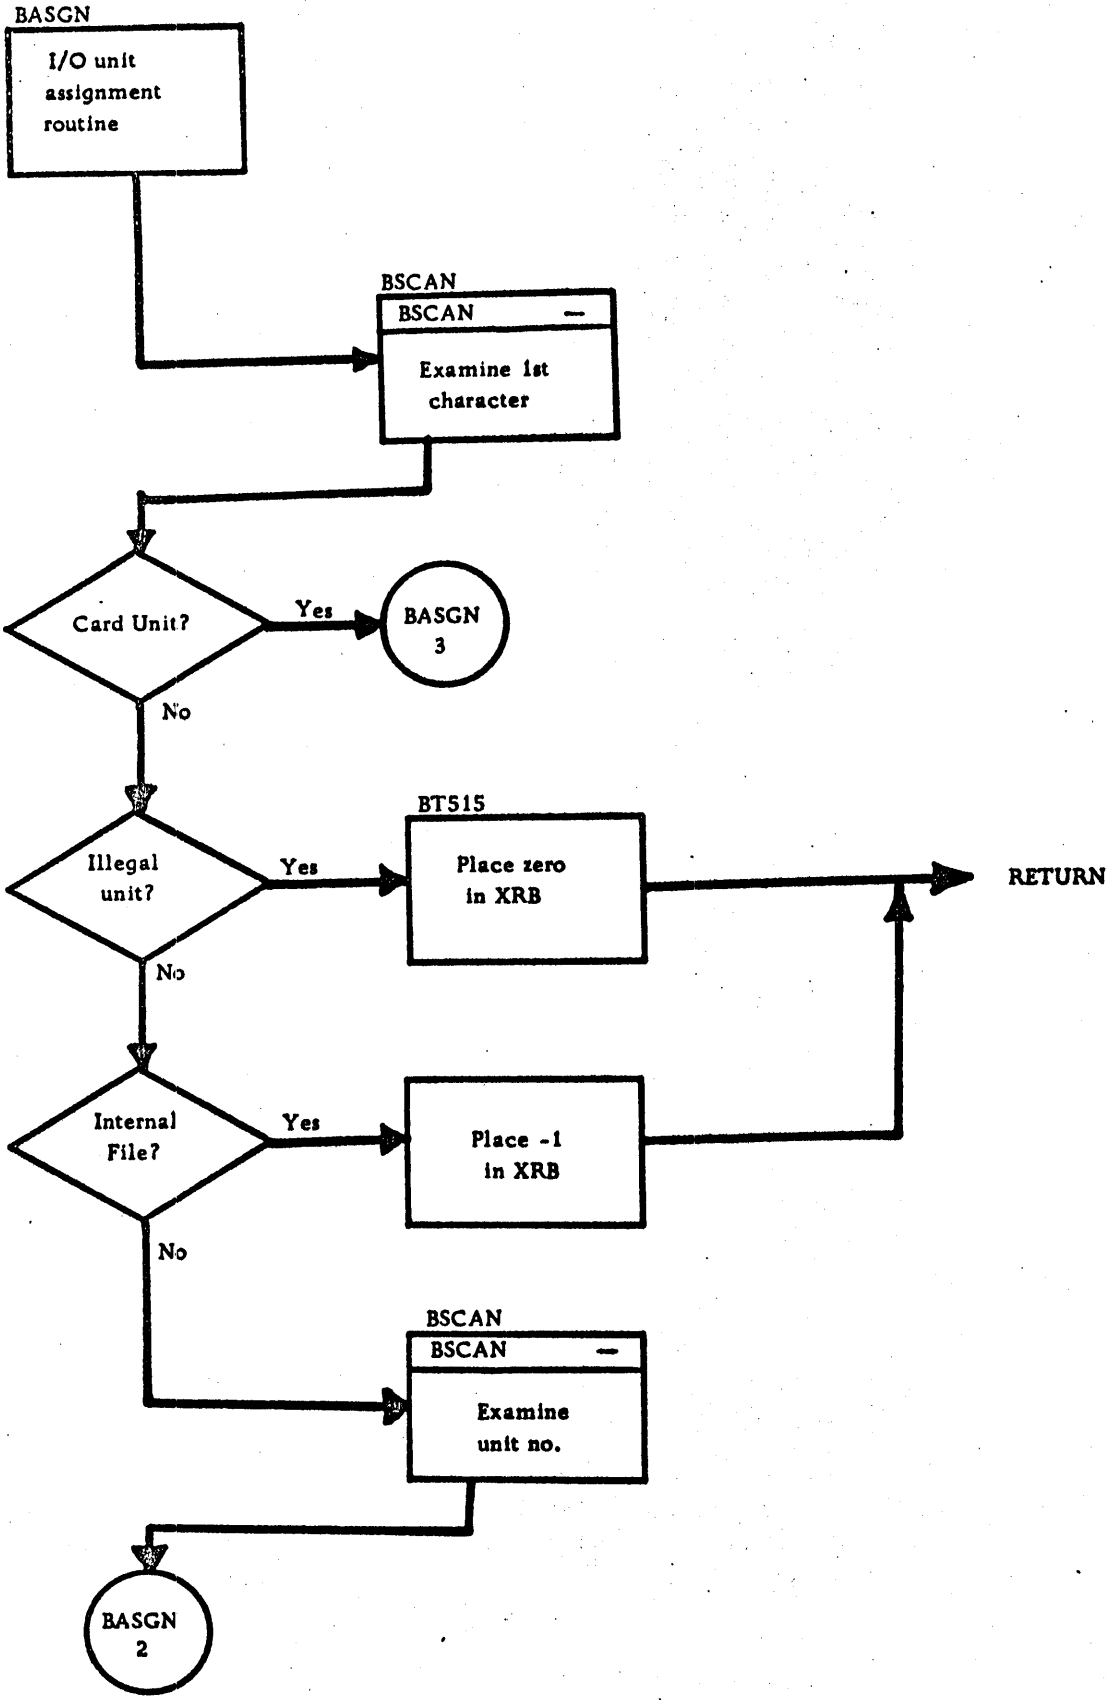 BASGN
I/O unit
assignment
routine
BSCAN
BSCAN —
Examine 1st
character
Card Unit?
Yes
BASGN
3
No
BT515
Illegal
unit?
Yes
Place zero
in XRB
RETURN
No
Internal
File?
Yes
Place -1
in XRB
No
BSCAN
BSCAN —
Examine
unit no.
BASGN
2